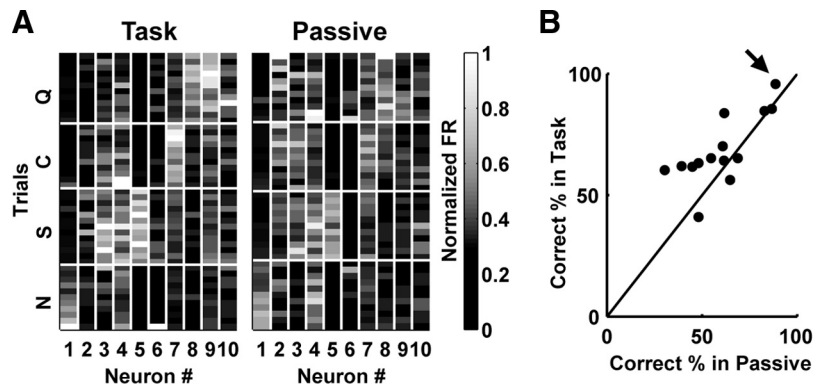 A
Task
Passive
Trials
Q
C
S
N
1 2 3 4 5 6 7 8 9 10
1 2 3 4 5 6 7 8 9 10
Neuron #
Neuron #
1
0.8
0.6
0.4
0.2
0
Normalized FR
B
100
50
0
Correct % in Task
0 50 100
Correct % in Passive